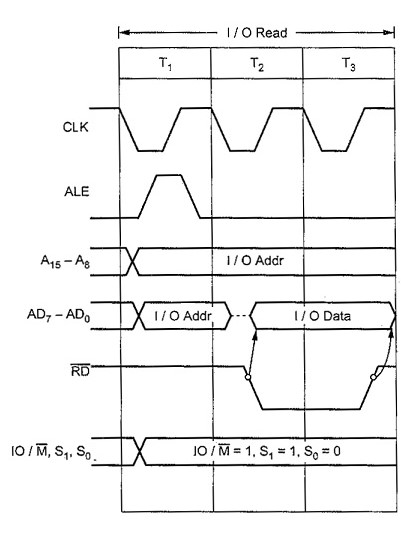 I / O Read
T1 T2 T3
CLK
ALE
A15 – A8 I / O Addr
AD7 – AD0 I / O Addr I / O Data
R̅D̅
IO / M̅, S1, S0 IO / M̅ = 1, S1 = 1, S0 = 0